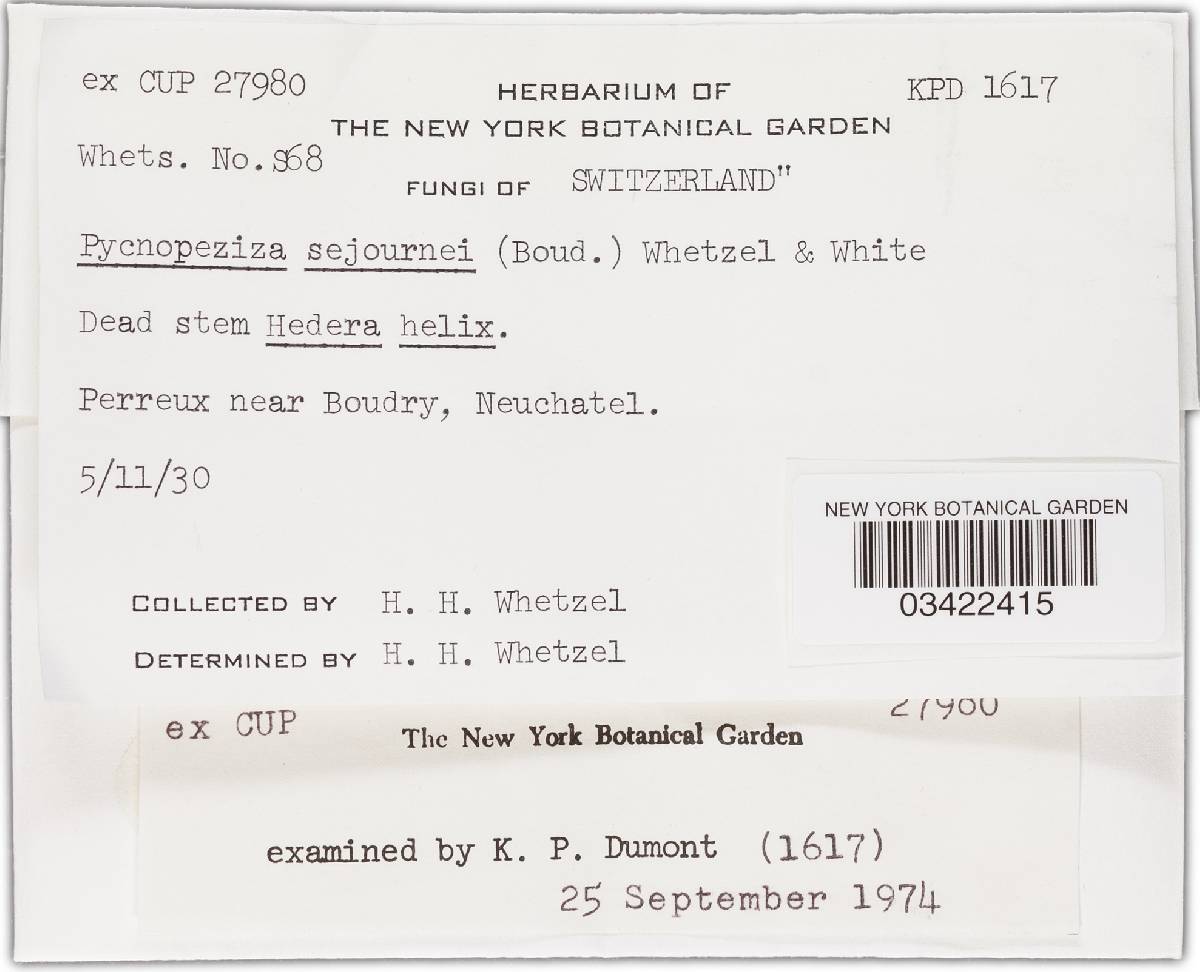 ex CUP 27980
HERBARIUM OF
KPD 1617
THE NEW YORK BOTANICAL GARDEN
Whets. No. S68
FUNGI OF SWITZERLAND"
Pycnopeziza sejournei (Boud.) Whetzel & White
Dead stem Hedera helix.
Perreux near Boudry, Neuchatel.
5/11/30
NEW YORK BOTANICAL GARDEN
03422415
COLLECTED BY H. H. Whetzel
DETERMINED BY H. H. Whetzel
ex CUP
27980
The New York Botanical Garden
examined by K. P. Dumont (1617)
25 September 1974